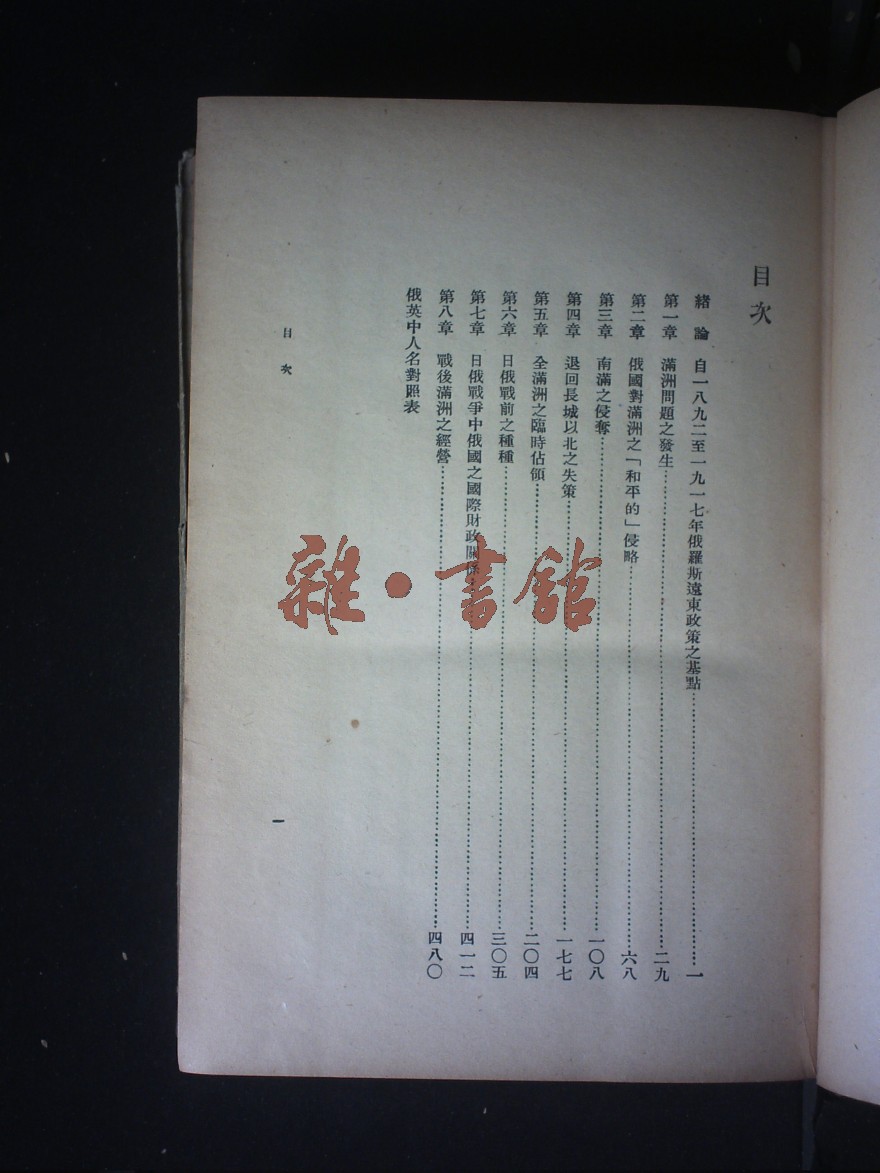 目次
緒論 自一八九二至一九一七年俄羅斯遠東政策之基點……一
第一章 滿洲問題之發生……二九
第二章 俄國對滿洲之「和平的」侵略……六八
第三章 南滿之侵奪……一〇八
第四章 退回長城以北之失策……一七七
第五章 全滿洲之臨時佔領……二〇四
第六章 日俄戰前之種種……三〇五
第七章 日俄戰爭中俄國之國際財政關係……四一二
第八章 戰後滿洲之經營……四八〇
俄英中人名對照表
目次
一
雜·書館